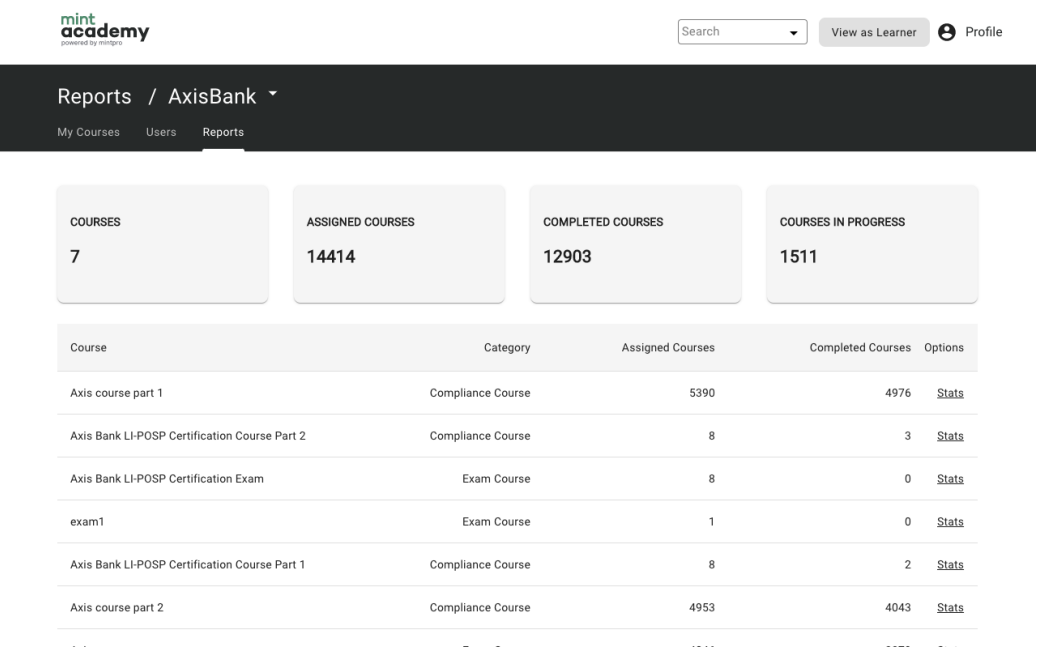 mint
academy
powered by mintpro
Search
View as Learner
Profile
Reports / AxisBank
My Courses Users Reports
COURSES
7
ASSIGNED COURSES
14414
COMPLETED COURSES
12903
COURSES IN PROGRESS
1511
Course Category Assigned Courses Completed Courses Options
Axis course part 1 Compliance Course 5390 4976 Stats
Axis Bank LI-POSP Certification Course Part 2 Compliance Course 8 3 Stats
Axis Bank LI-POSP Certification Exam Exam Course 8 0 Stats
exam1 Exam Course 1 0 Stats
Axis Bank LI-POSP Certification Course Part 1 Compliance Course 8 2 Stats
Axis course part 2 Compliance Course 4953 4043 Stats